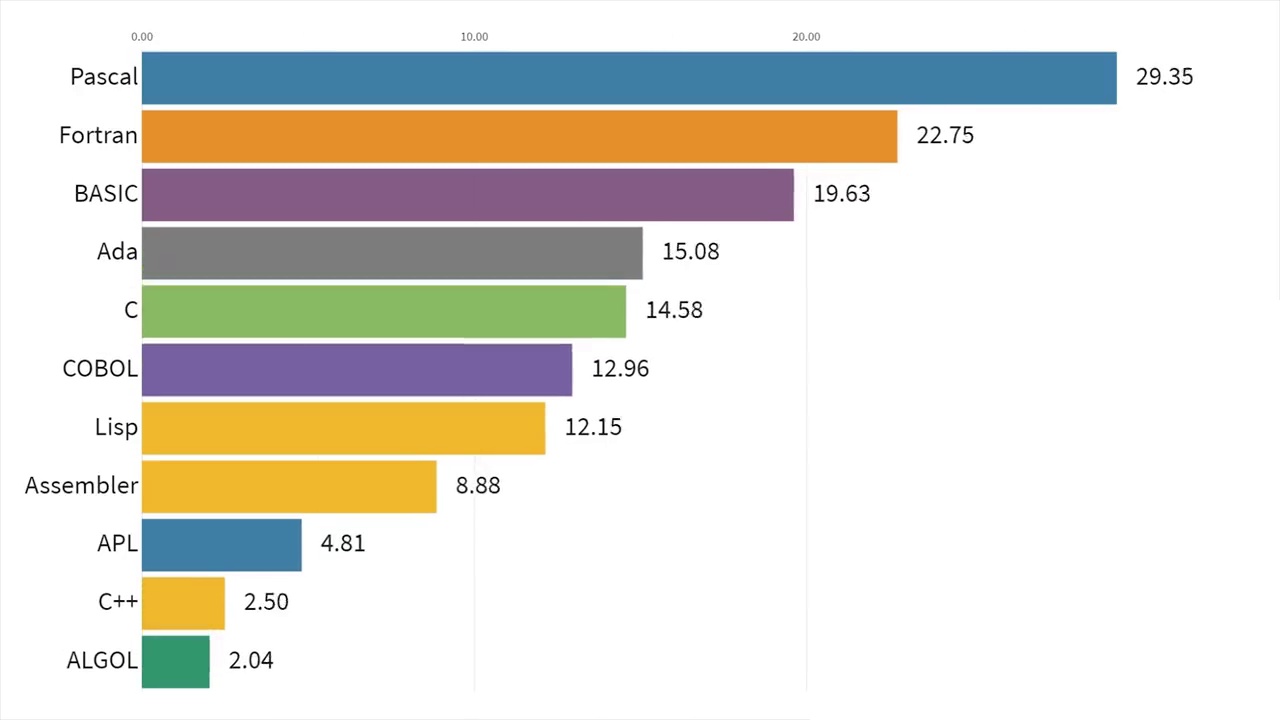 0.00 10.00 20.00
Pascal 29.35
Fortran 22.75
BASIC 19.63
Ada 15.08
C 14.58
COBOL 12.96
Lisp 12.15
Assembler 8.88
APL 4.81
C++ 2.50
ALGOL 2.04